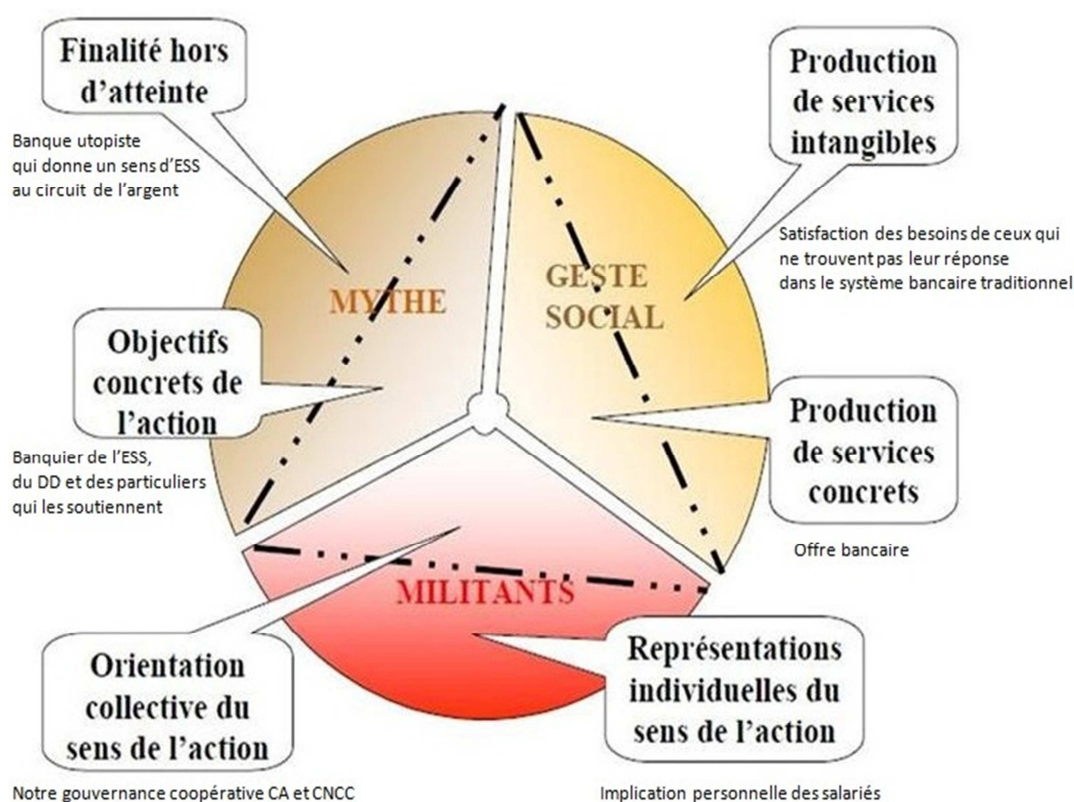 Finalité hors
d'atteinte
Banque utopiste
qui donne un sens d'ESS
au circuit de l'argent
MYTHE
Objectifs
concrets de
l'action
Banquier de l'ESS,
du DD et des particuliers
qui les soutiennent
Production
de services
intangibles
Satisfaction des besoins de ceux qui
ne trouvent pas leur réponse
dans le système bancaire traditionnel
GESTE
SOCIAL
Production
de services
concrets
Offre bancaire
MILITANTS
Orientation
collective du
sens de l'action
Notre gouvernance coopérative CA et CNCC
Représentations
individuelles du
sens de l'action
Implication personnelle des salariés